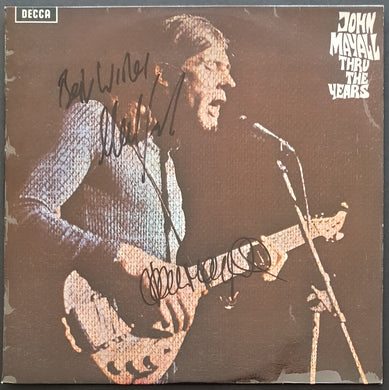 DECCA
JOHN
MAYALL
THRU
THE
YEARS
Best Wishes